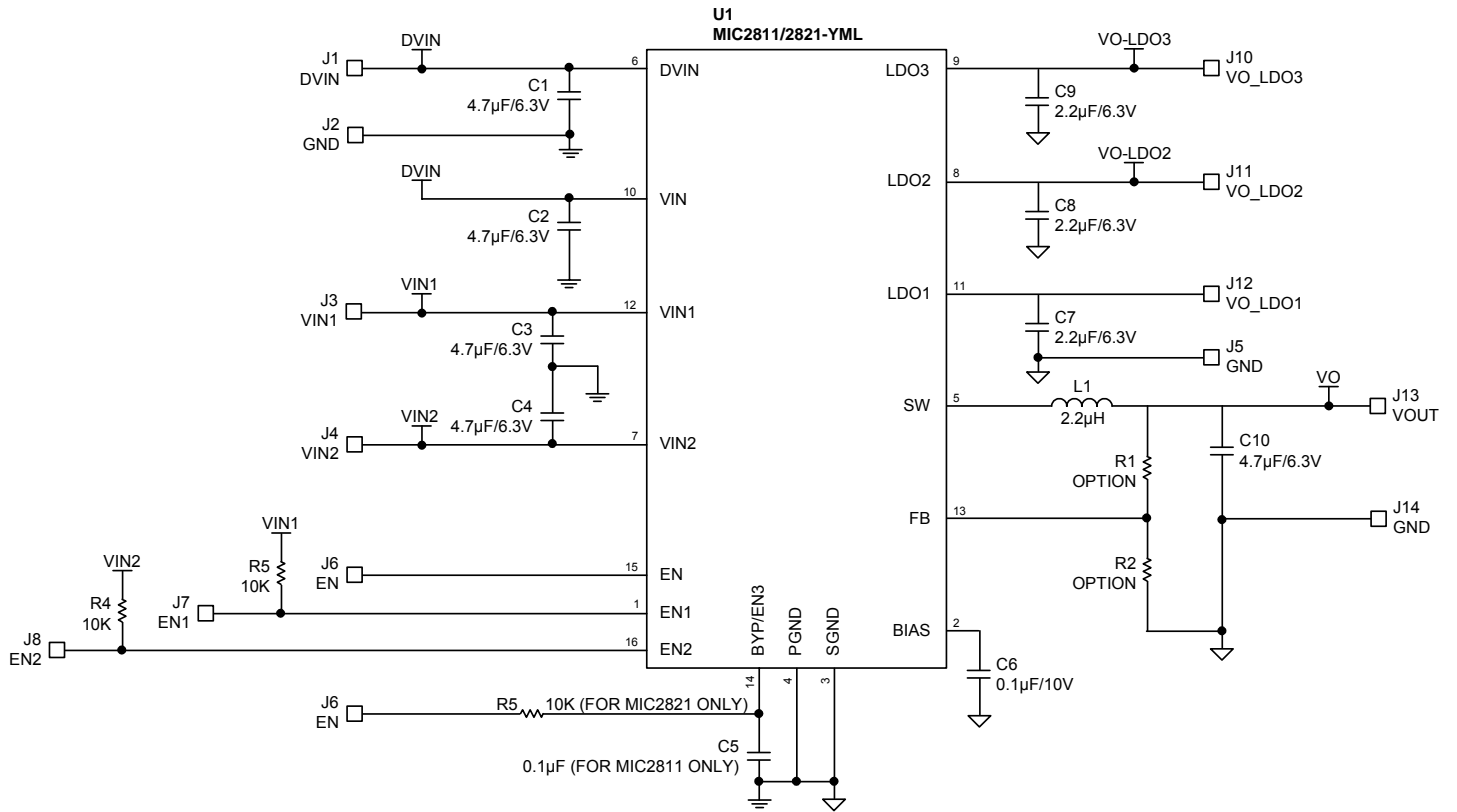 U1
MIC2811/2821-YML
J1
DVIN
DVIN
6
DVIN
C1
4.7µF/6.3V
J2
GND
DVIN
10
VIN
C2
4.7µF/6.3V
J3
VIN1
VIN1
12
VIN1
C3
4.7µF/6.3V
C4
4.7µF/6.3V
J4
VIN2
VIN2
7
VIN2
VIN1
R5
10K
VIN2
R4
10K
J6
EN
15
EN
J7
EN1
1
EN1
J8
EN2
16
EN2
BYP/EN3
PGND
SGND
14
4
3
J6
EN
R5
10K (FOR MIC2821 ONLY)
C5
0.1µF (FOR MIC2811 ONLY)
LDO3
9
VO-LDO3
J10
VO_LDO3
C9
2.2µF/6.3V
LDO2
8
VO-LDO2
J11
VO_LDO2
C8
2.2µF/6.3V
LDO1
11
J12
VO_LDO1
C7
2.2µF/6.3V
J5
GND
SW
5
L1
2.2µH
VO
J13
VOUT
R1
OPTION
C10
4.7µF/6.3V
FB
13
J14
GND
R2
OPTION
BIAS
2
C6
0.1µF/10V